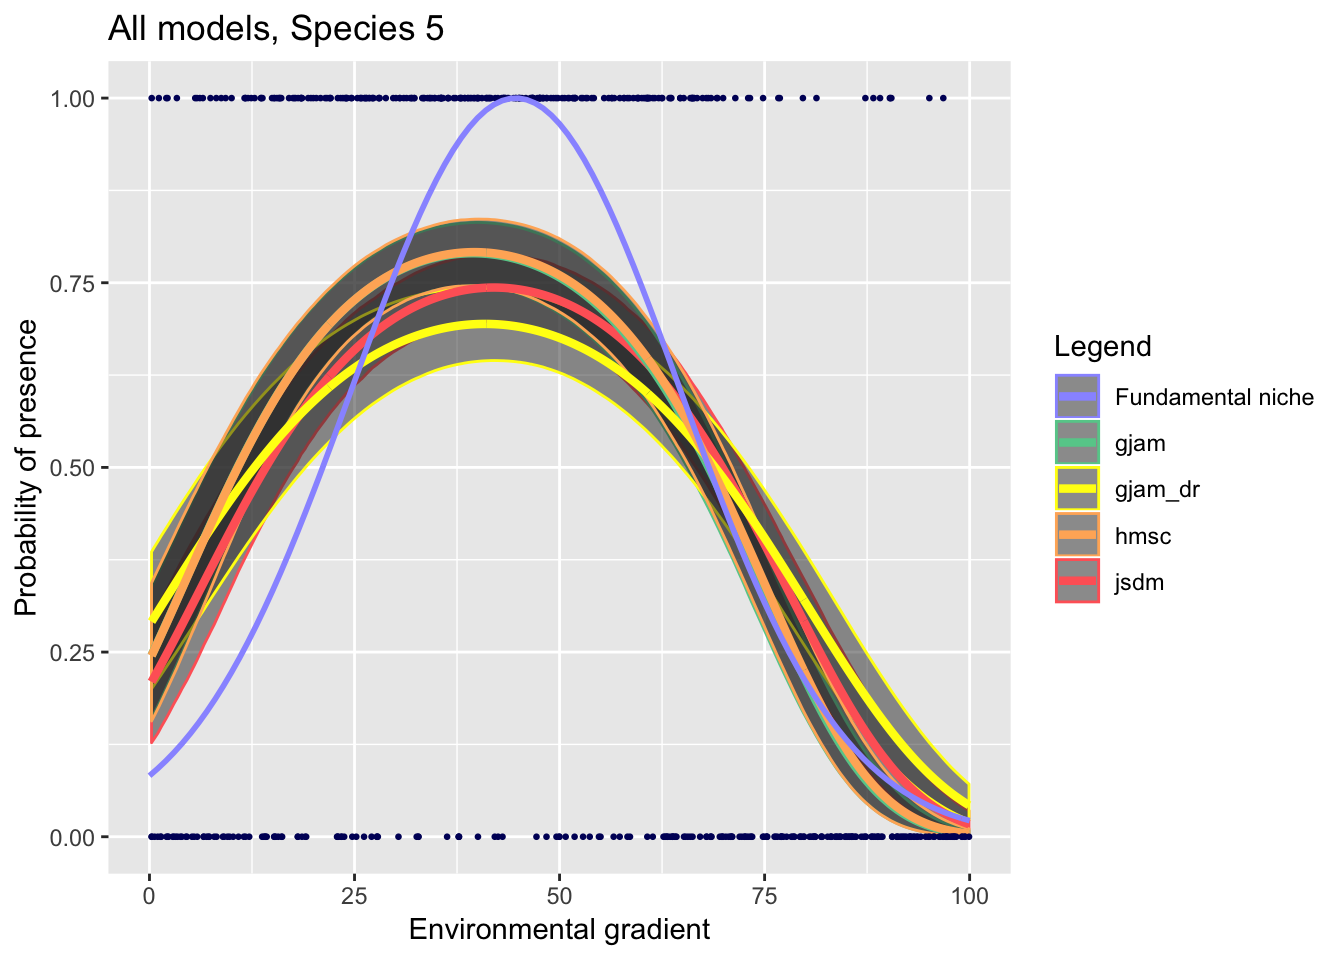 All models, Species 5
Probability of presence
1.00
0.75
0.50
0.25
0.00
0
25
50
75
100
Environmental gradient
Legend
Fundamental niche
gjam
gjam_dr
hmsc
jsdm